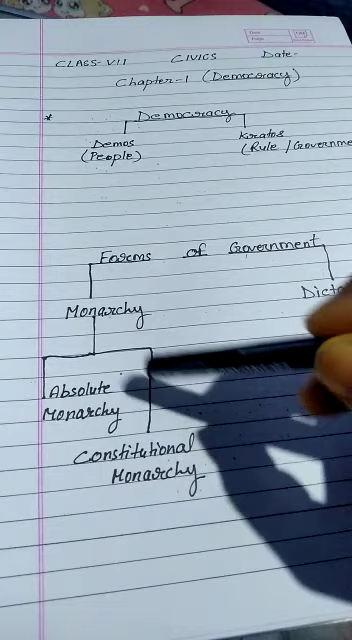 CLASS-VII CIVICS Date-
Chapter-1 (Democracy)
* Democracy
Demos Kratos
(People) (Rule / Governme
Forms of Government
Monarchy Dicta
Absolute
Monarchy
Constitutional
Monarchy